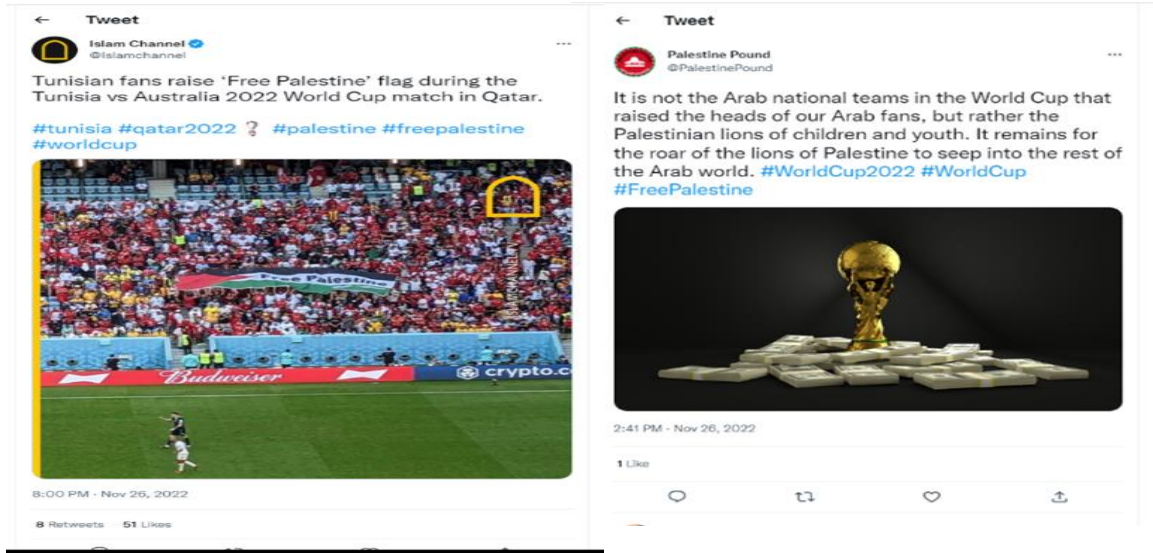 Tweet
Islam Channel
@Islamchannel
Tunisian fans raise ‘Free Palestine’ flag during the
Tunisia vs Australia 2022 World Cup match in Qatar.
#tunisia #qatar2022❓ #palestine #freepalestine
#worldcup
Free Palestine
ISLAM CHANNEL
Budweiser
crypto.c
8:00 PM · Nov 26, 2022
8 Retweets 51 Likes
Tweet
Palestine Pound
@PalestinePound
It is not the Arab national teams in the World Cup that
raised the heads of our Arab fans, but rather the
Palestinian lions of children and youth. It remains for
the roar of the lions of Palestine to seep into the rest of
the Arab world. #WorldCup2022 #WorldCup
#FreePalestine
2:41 PM · Nov 26, 2022
1 Like